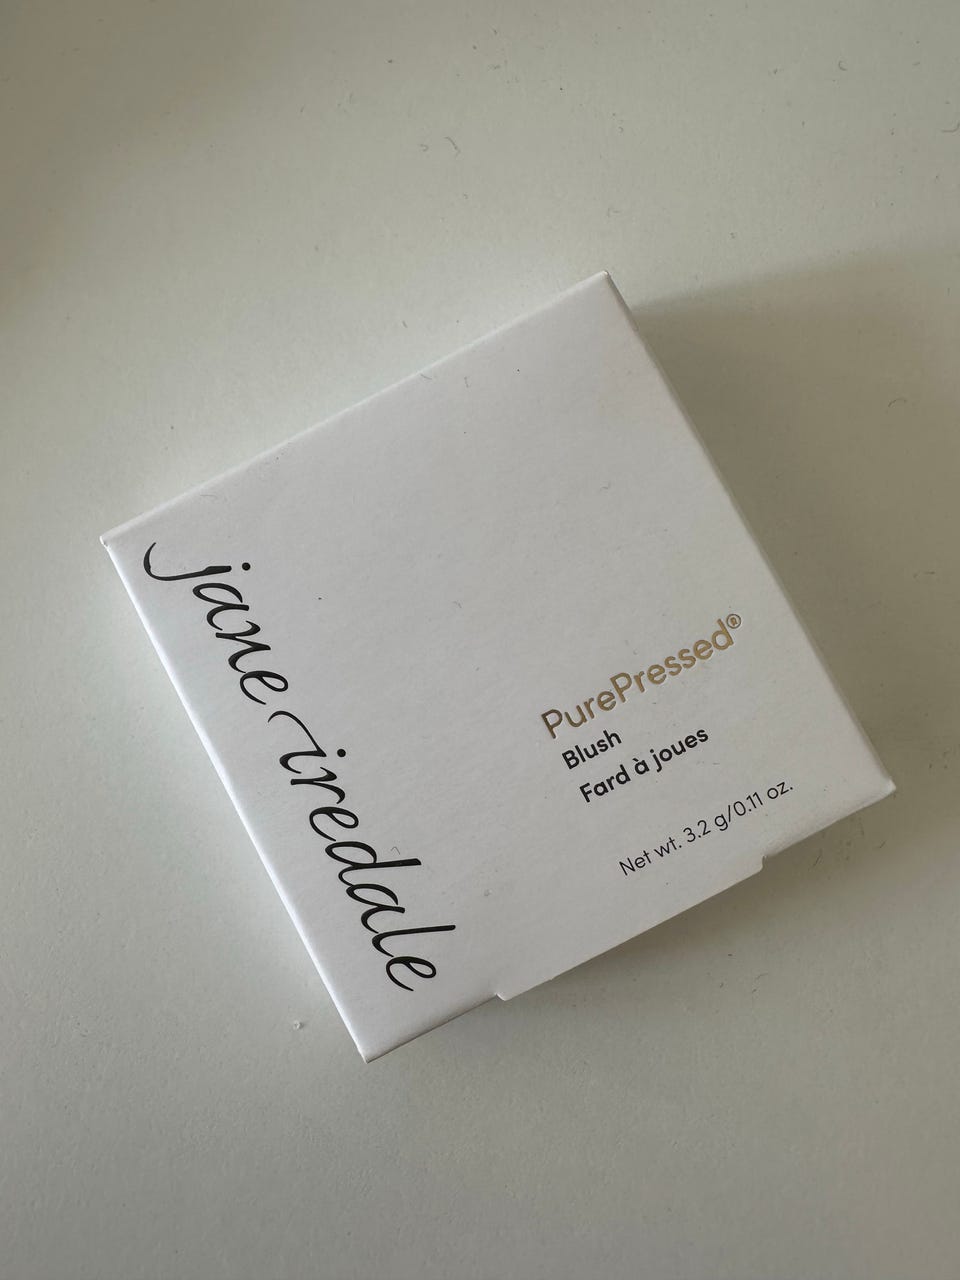 jane iredale
PurePressed®
Blush
Fard à joues
Net wt. 3.2 g/0.11 oz.